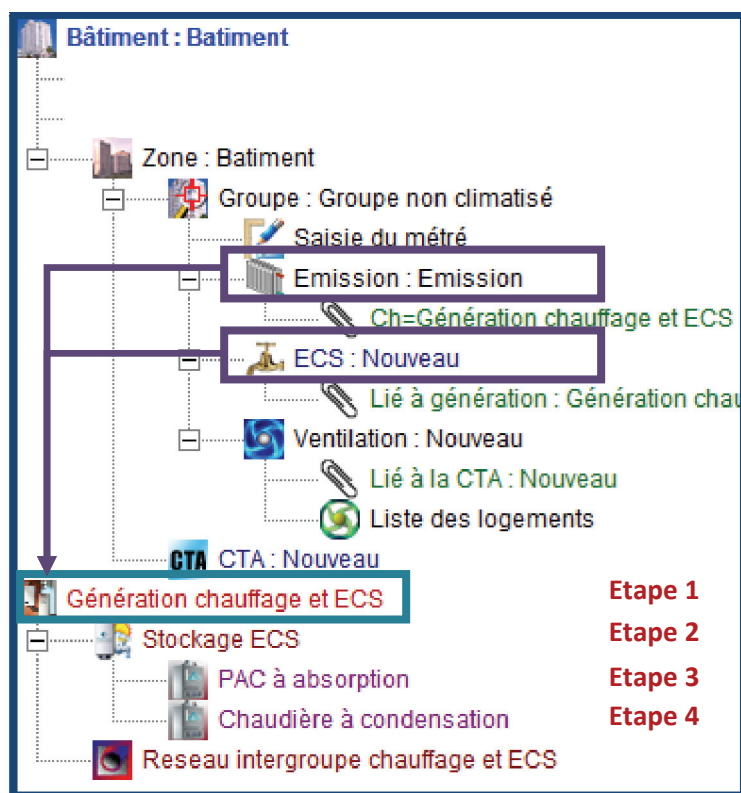 Bâtiment : Batiment
Zone : Batiment
Groupe : Groupe non climatisé
Saisie du métré
Emission : Emission
Ch=Génération chauffage et ECS
ECS : Nouveau
Lié à génération : Génération chau
Ventilation : Nouveau
Lié à la CTA : Nouveau
Liste des logements
CTA CTA : Nouveau
Génération chauffage et ECS Etape 1
Stockage ECS Etape 2
PAC à absorption Etape 3
Chaudière à condensation Etape 4
Reseau intergroupe chauffage et ECS